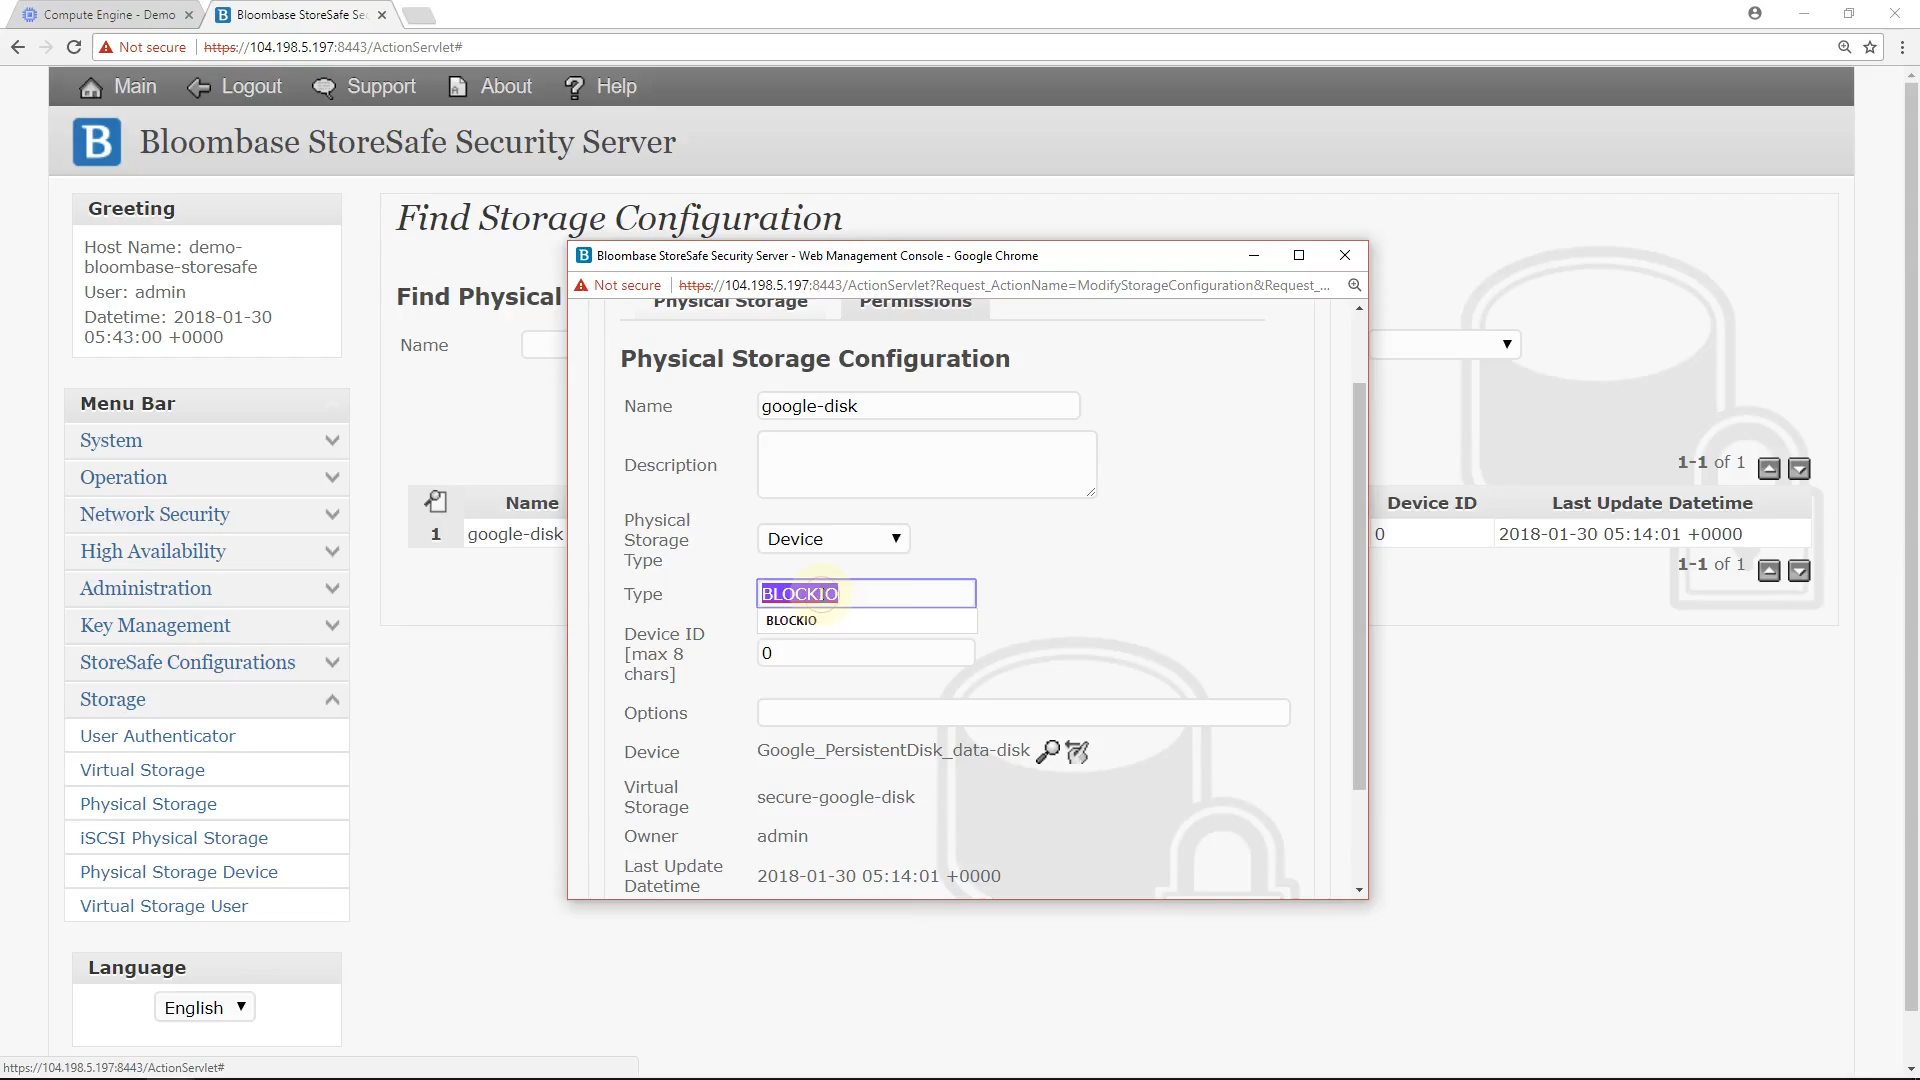 Compute Engine - Demo
Bloombase StoreSafe Se
Not secure
https://104.198.5.197:8443/ActionServlet#
Main
Logout
Support
About
Help
B
Bloombase StoreSafe Security Server
Greeting
Host Name: demo-
bloombase-storesafe
User: admin
Datetime: 2018-01-30
05:43:00 +0000
Menu Bar
System
Operation
Network Security
High Availability
Administration
Key Management
StoreSafe Configurations
Storage
User Authenticator
Virtual Storage
Physical Storage
iSCSI Physical Storage
Physical Storage Device
Virtual Storage User
Language
English
Find Storage Configuration
Find Physical
Name
1-1 of 1
Name
Device ID
Last Update Datetime
1
google-disk
0
2018-01-30 05:14:01 +0000
1-1 of 1
Bloombase StoreSafe Security Server - Web Management Console - Google Chrome
Not secure
https://104.198.5.197:8443/ActionServlet?Request_ActionName=ModifyStorageConfiguration&Request_...
Physical Storage
Permissions
Physical Storage Configuration
Name
google-disk
Description
Physical
Storage
Type
Device
Type
BLOCKIO
BLOCKIO
Device ID
[max 8
chars]
0
Options
Device
Google_PersistentDisk_data-disk
Virtual
Storage
secure-google-disk
Owner
admin
Last Update
Datetime
2018-01-30 05:14:01 +0000
https://104.198.5.197:8443/ActionServlet#